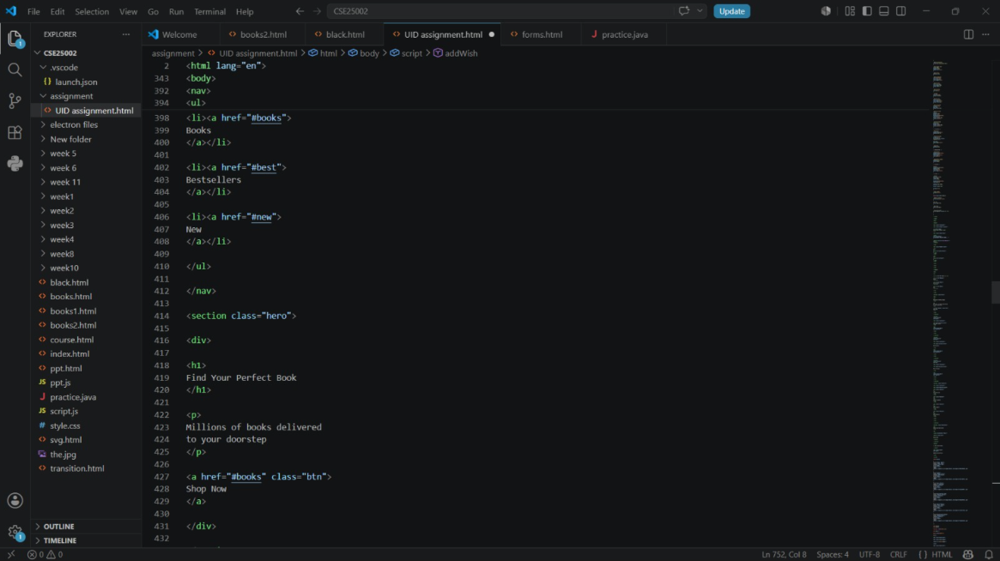 File Edit Selection View Go Run Terminal Help
CSE25002
Update
EXPLORER
Welcome
books2.html
black.html
UID assignment.html
forms.html
practice.java
CSE25002
.vscode
launch.json
assignment
UID assignment.html
electron files
New folder
week 5
week 6
week 11
week1
week2
week3
week4
week8
week10
black.html
books.html
books1.html
books2.html
course.html
index.html
ppt.html
ppt.js
practice.java
script.js
style.css
svg.html
the.jpg
transition.html
OUTLINE
TIMELINE
assignment > UID assignment.html > html > body > script > addWish
2 <html lang="en">
343 <body>
392 <nav>
394 <ul>
398 <li><a href="#books">
399 Books
400 </a></li>
401
402 <li><a href="#best">
403 Bestsellers
404 </a></li>
405
406 <li><a href="#new">
407 New
408 </a></li>
409
410 </ul>
411
412 </nav>
413
414 <section class="hero">
415
416 <div>
417
418 <h1>
419 Find Your Perfect Book
420 </h1>
421
422 <p>
423 Millions of books delivered
424 to your doorstep
425 </p>
426
427 <a href="#books" class="btn">
428 Shop Now
429 </a>
430
431 </div>
432
0 0
Ln 752, Col 8 Spaces: 4 UTF-8 CRLF {} HTML